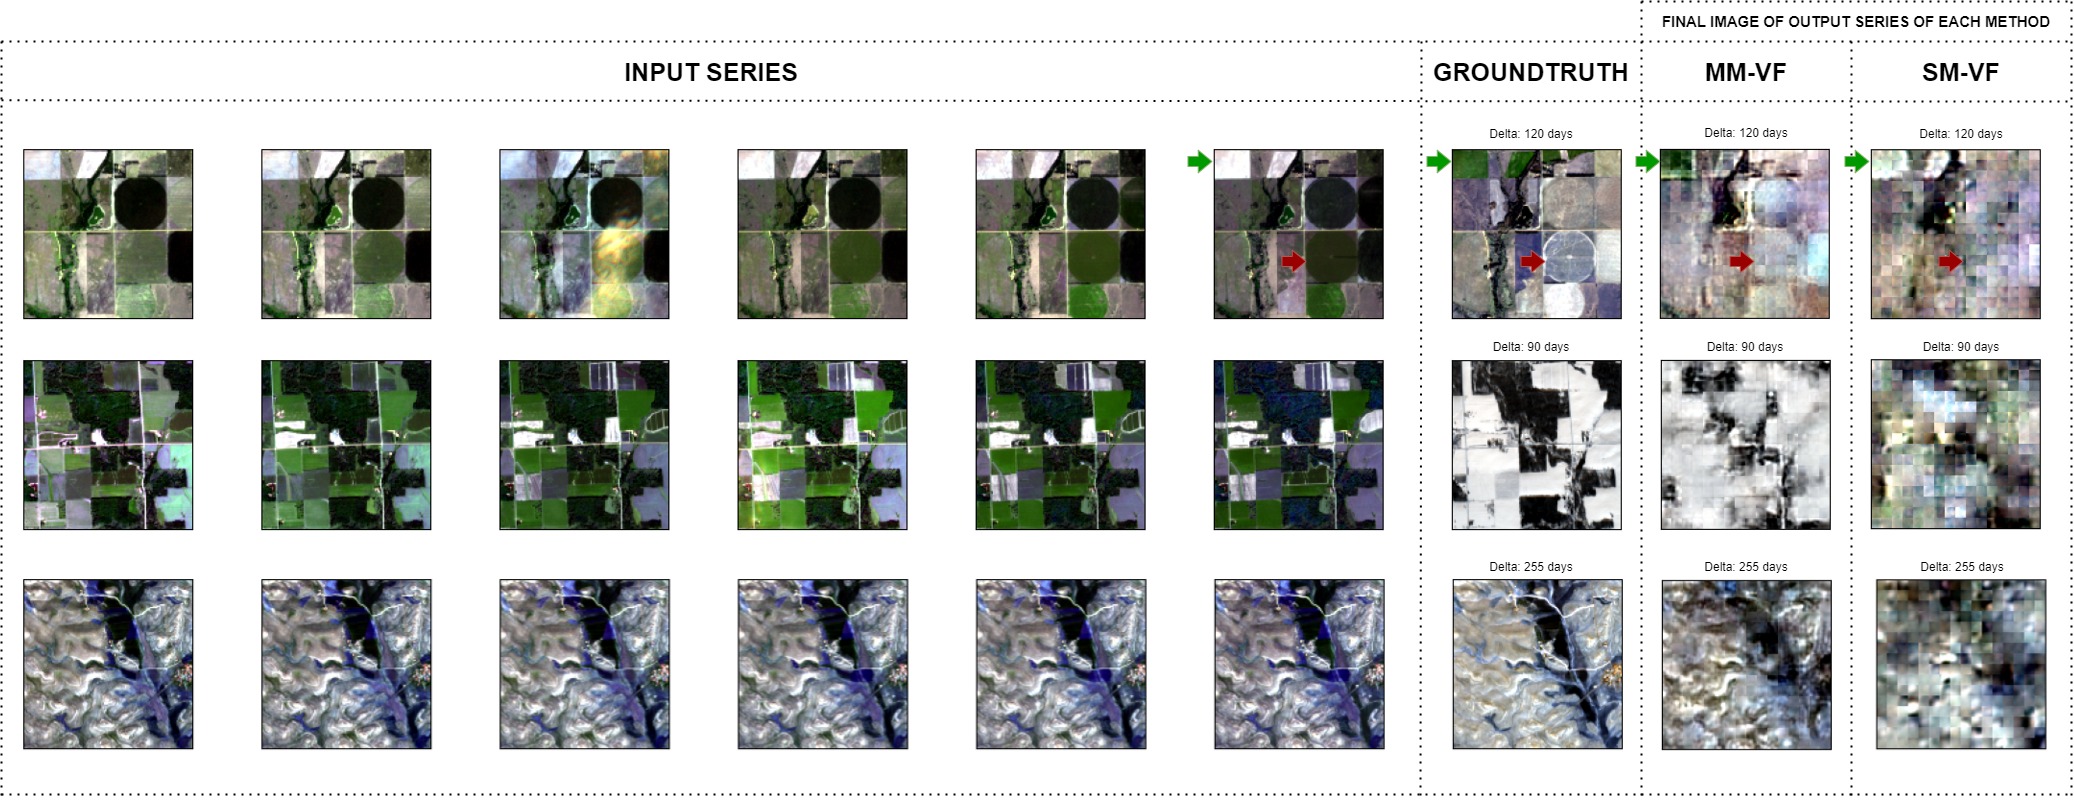 FINAL IMAGE OF OUTPUT SERIES OF EACH METHOD
INPUT SERIES
GROUNDTRUTH
MM-VF
SM-VF
Delta: 120 days
Delta: 120 days
Delta: 120 days
Delta: 90 days
Delta: 90 days
Delta: 90 days
Delta: 255 days
Delta: 255 days
Delta: 255 days